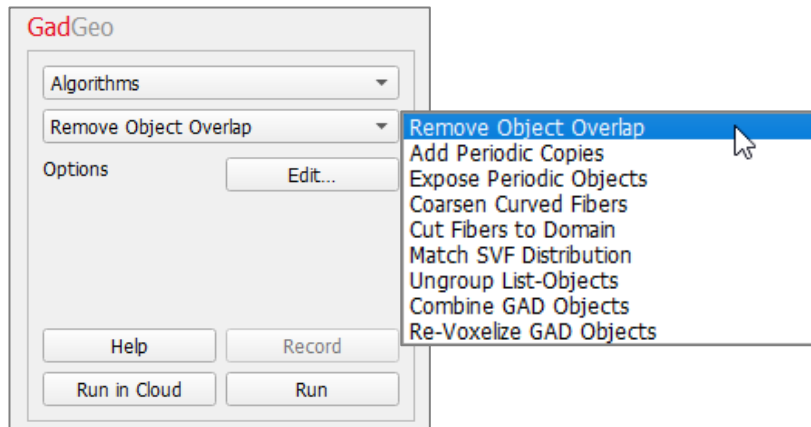 GadGeo
Algorithms
Remove Object Overlap
Options
Edit...
Help
Record
Run in Cloud
Run
Remove Object Overlap
Add Periodic Copies
Expose Periodic Objects
Coarsen Curved Fibers
Cut Fibers to Domain
Match SVF Distribution
Ungroup List-Objects
Combine GAD Objects
Re-Voxelize GAD Objects